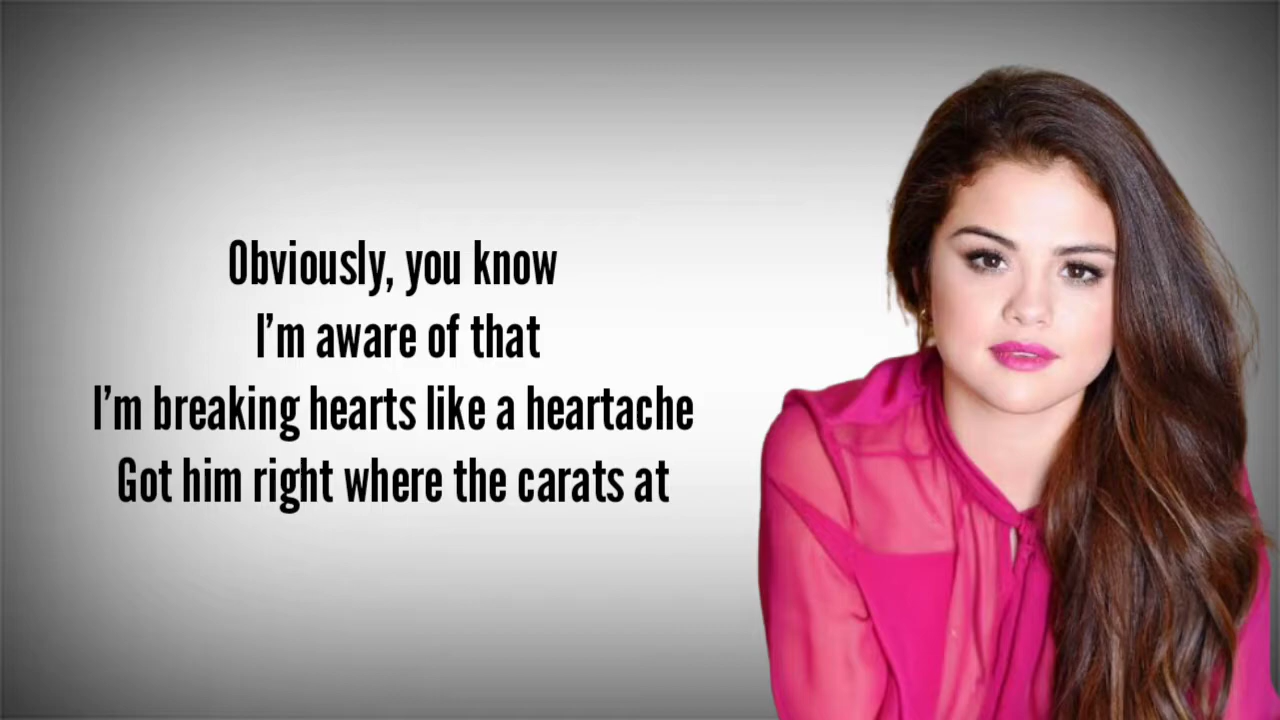 Obviously, you know
I'm aware of that
I'm breaking hearts like a heartache
Got him right where the carats at